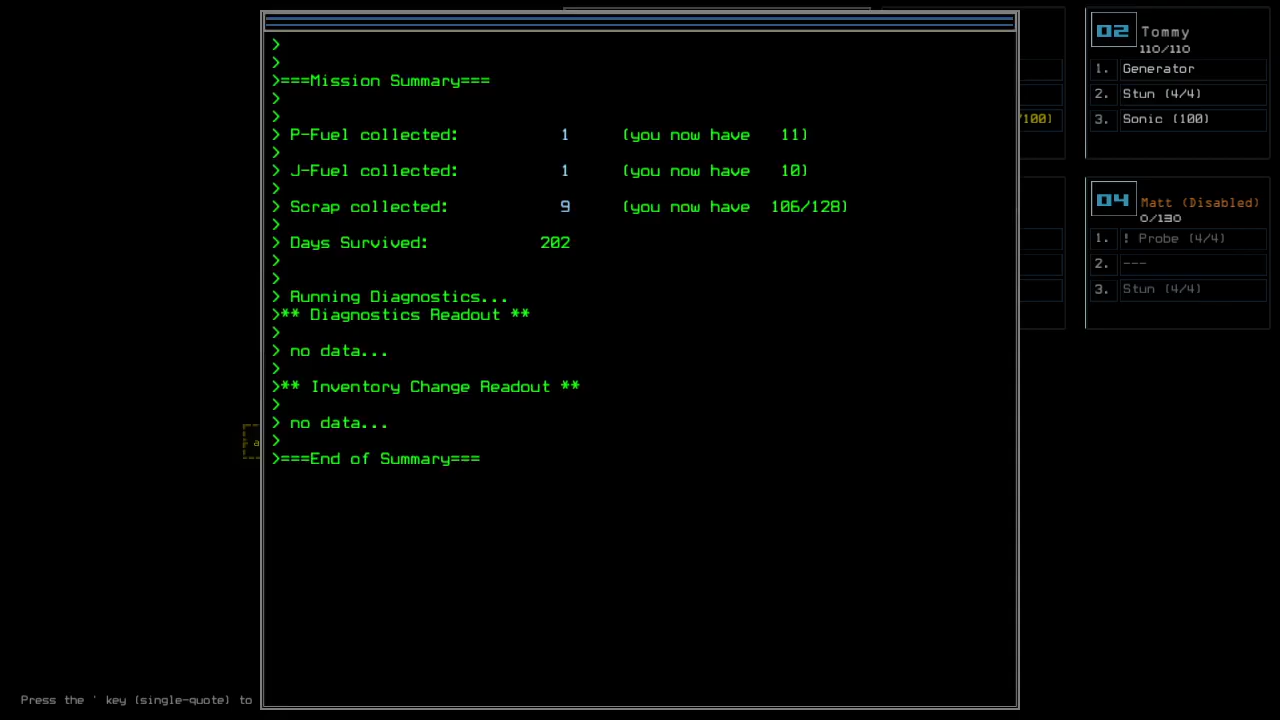 >
>
>===Mission Summary===
>
>
> P-Fuel collected: 1 (you now have 11)
>
> J-Fuel collected: 1 (you now have 10)
>
> Scrap collected: 9 (you now have 106/128)
>
> Days Survived: 202
>
>
> Running Diagnostics...
>** Diagnostics Readout **
>
> no data...
>
>** Inventory Change Readout **
>
> no data...
>
>===End of Summary===
02 Tommy
110/110
1. Generator
2. Stun (4/4)
3. Sonic (100)
/100)
04 Matt (Disabled)
0/130
1. ! Probe (4/4)
2. ---
3. Stun (4/4)
Press the ' key (single-quote) to